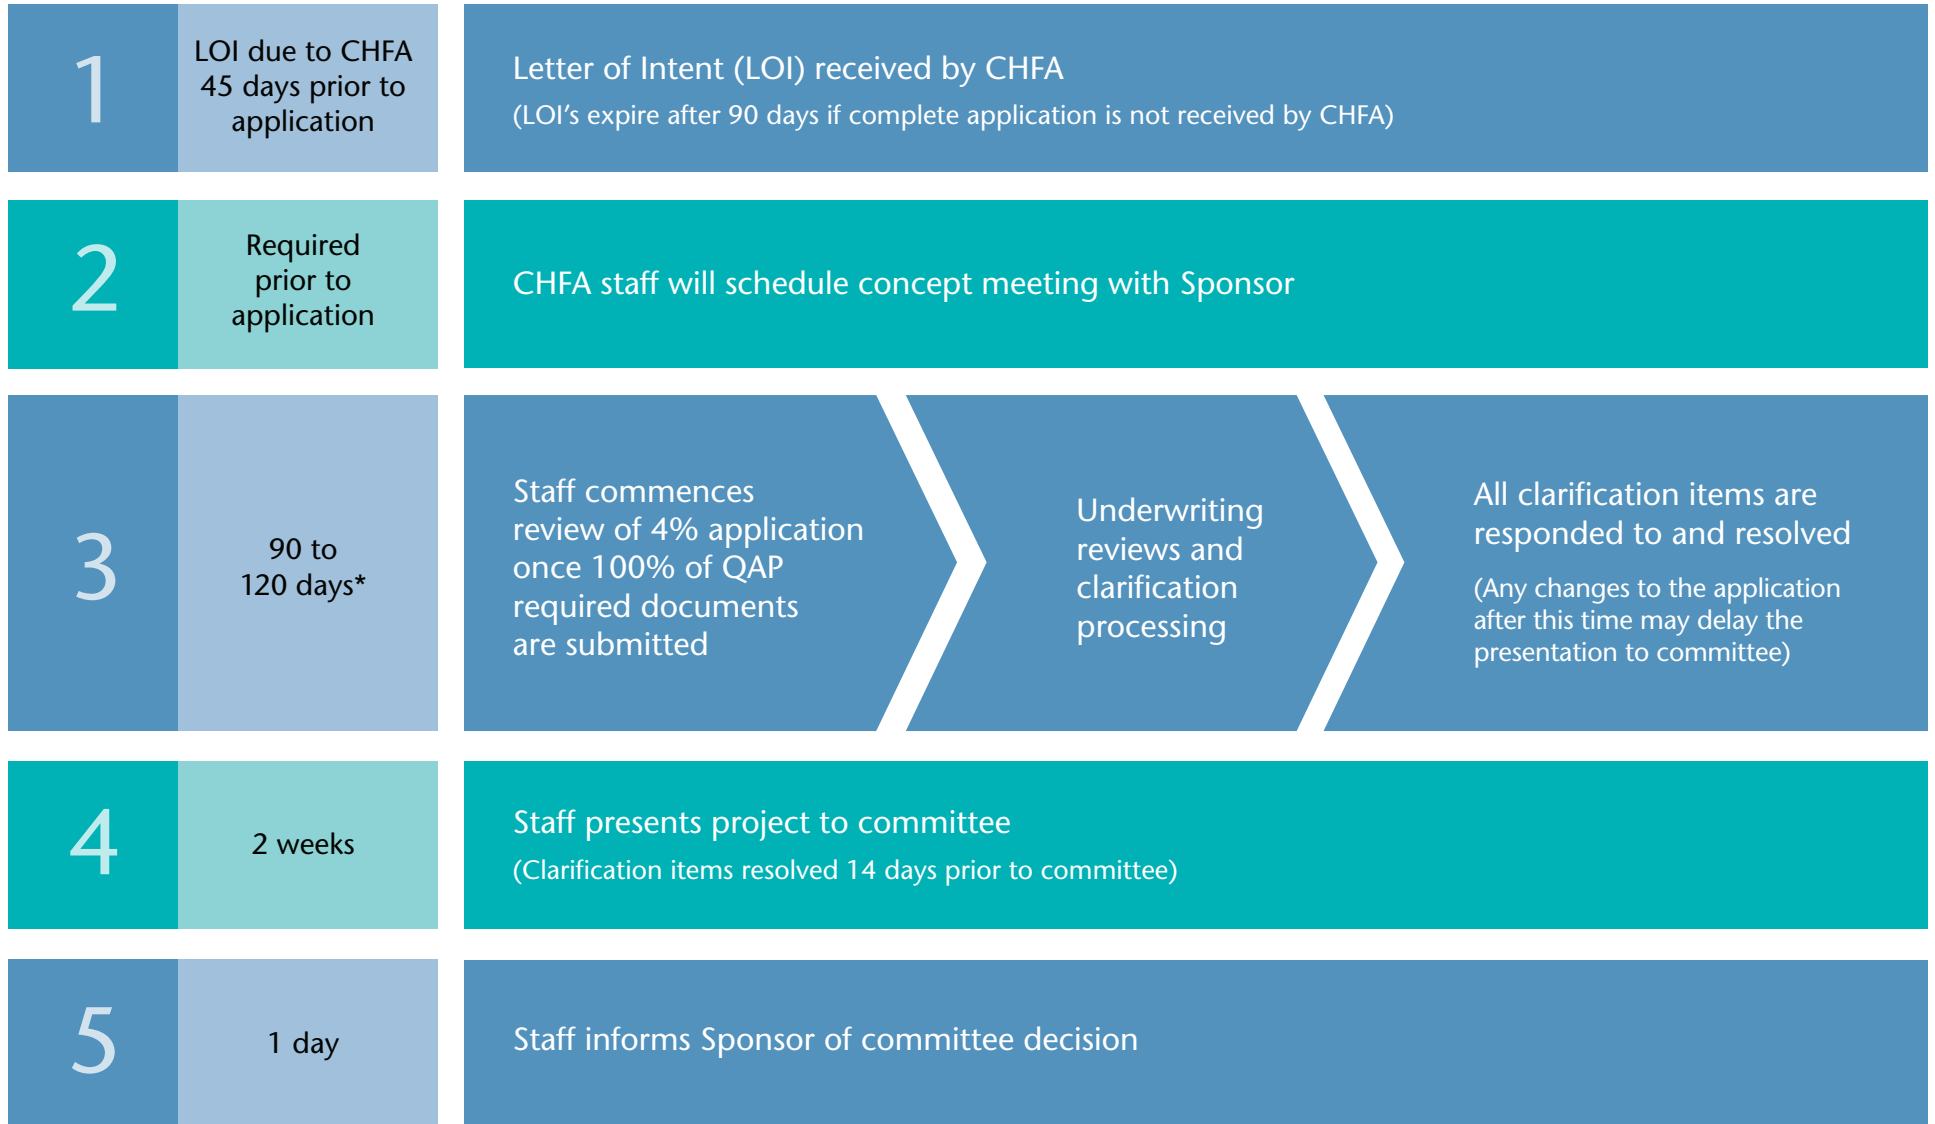 1
LOI due to CHFA
45 days prior to
application
Letter of Intent (LOI) received by CHFA
(LOI’s expire after 90 days if complete application is not received by CHFA)
2
Required
prior to
application
CHFA staff will schedule concept meeting with Sponsor
3
90 to
120 days*
Staff commences
review of 4% application
once 100% of QAP
required documents
are submitted
Underwriting
reviews and
clarification
processing
All clarification items are
responded to and resolved
(Any changes to the application
after this time may delay the
presentation to committee)
4
2 weeks
Staff presents project to committee
(Clarification items resolved 14 days prior to committee)
5
1 day
Staff informs Sponsor of committee decision